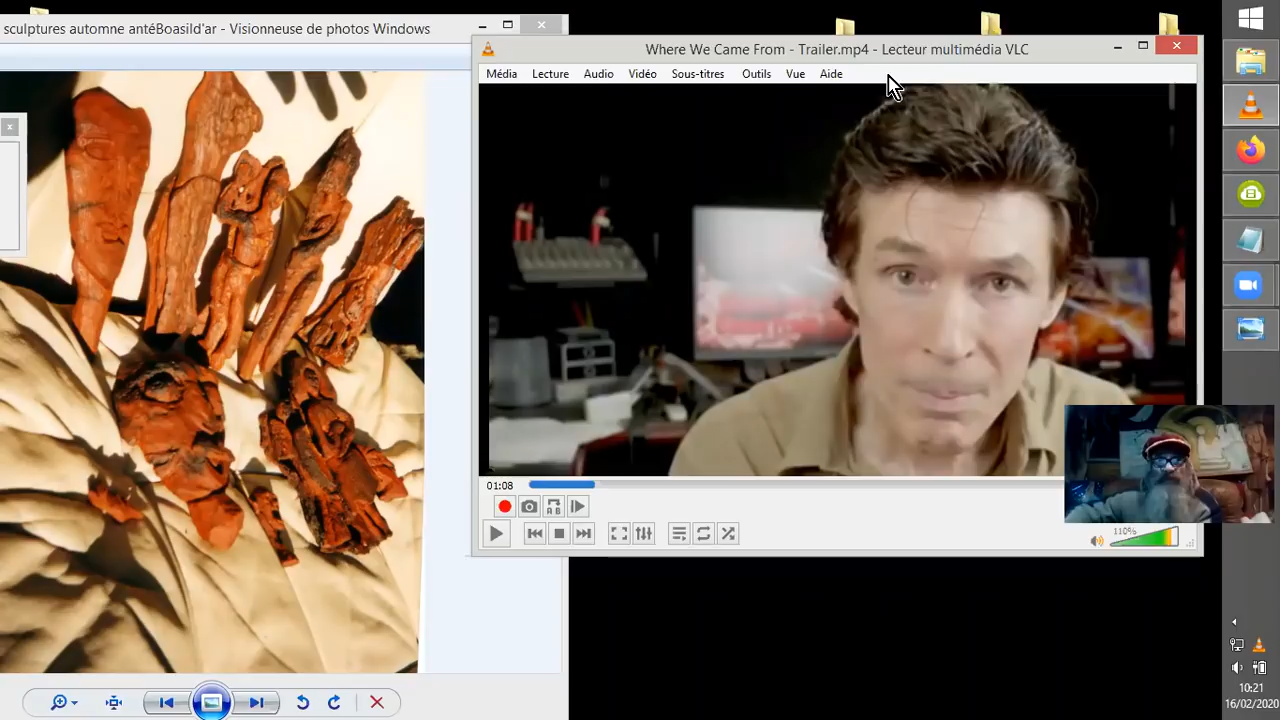 sculptures automne antéBoasild'ar - Visionneuse de photos Windows
Where We Came From - Trailer.mp4 - Lecteur multimédia VLC
Média Lecture Audio Vidéo Sous-titres Outils Vue Aide
01:08
110%
10:21
16/02/2020